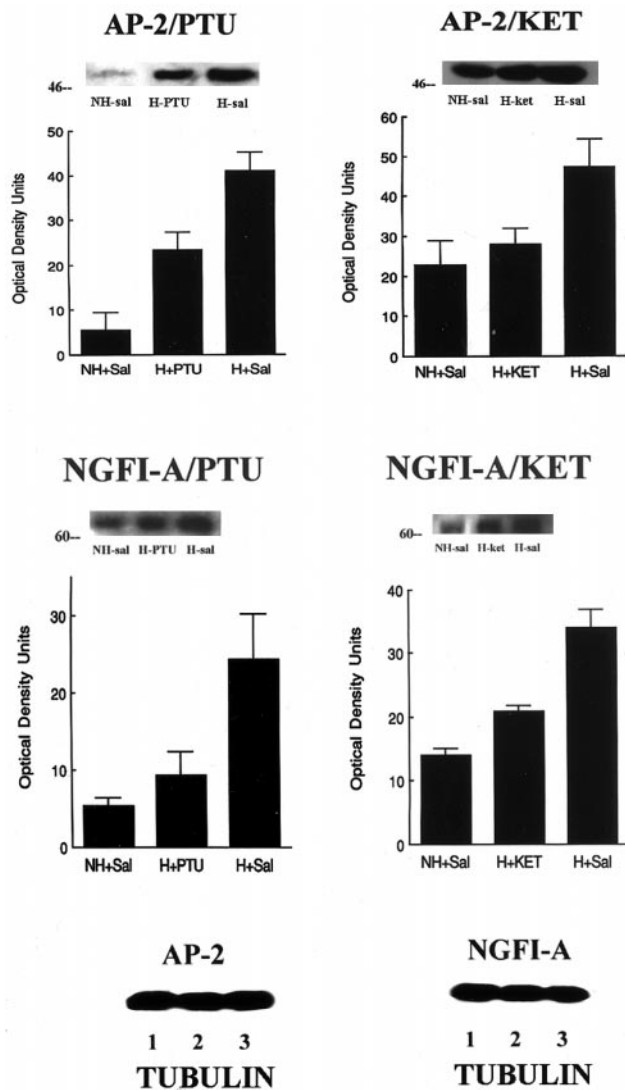 AP-2/PTU
46--
NH-sal H-PTU H-sal
Optical Density Units
50
40
30
20
10
0
NH+Sal H+PTU H+Sal
AP-2/KET
46--
NH-sal H-ket H-sal
Optical Density Units
60
50
40
30
20
10
0
NH+Sal H+KET H+Sal
NGFI-A/PTU
60--
NH-sal H-PTU H-sal
Optical Density Units
30
20
10
0
NH+Sal H+PTU H+Sal
NGFI-A/KET
60--
NH-sal H-ket H-sal
Optical Density Units
40
30
20
10
0
NH+Sal H+KET H+Sal
AP-2
1 2 3
TUBULIN
NGFI-A
1 2 3
TUBULIN